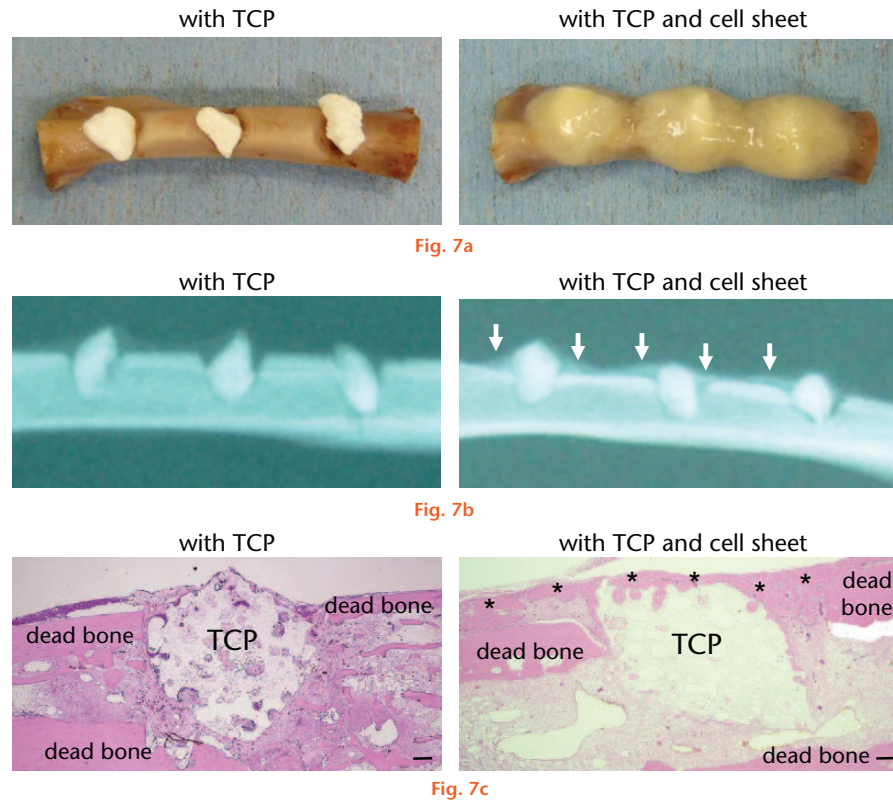 with TCP
with TCP and cell sheet
Fig. 7a
with TCP
with TCP and cell sheet
Fig. 7b
with TCP
with TCP and cell sheet
dead bone
dead bone
TCP
dead bone
* * * * * *
dead
bone
dead bone
TCP
dead bone
Fig. 7c